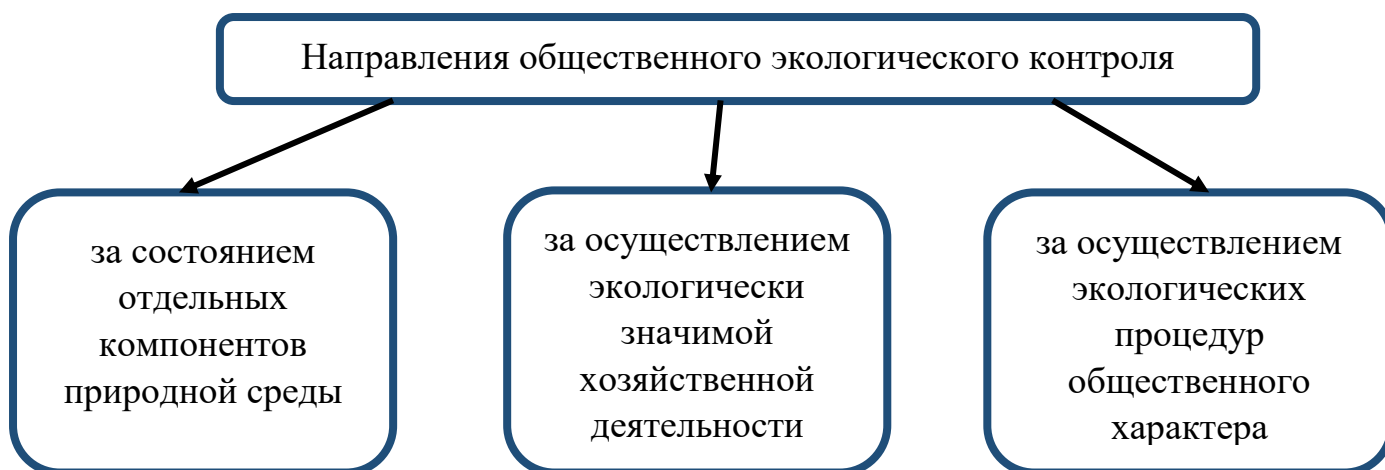 Направления общественного экологического контроля
за состоянием
отдельных
компонентов
природной среды
за осуществлением
экологически
значимой
хозяйственной
деятельности
за осуществлением
экологических
процедур
общественного
характера